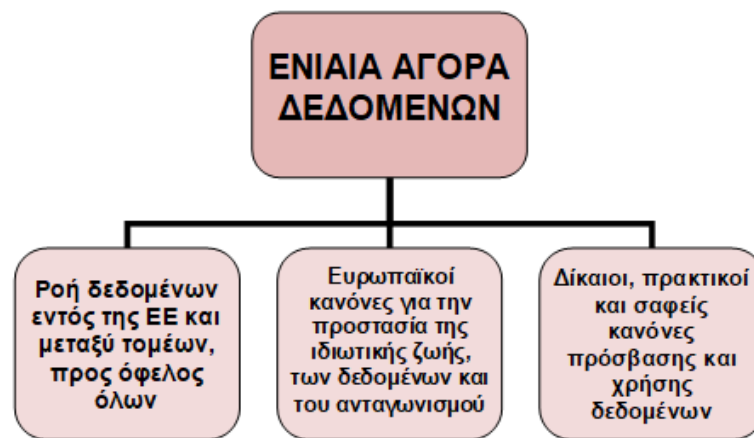 ΕΝΙΑΙΑ ΑΓΟΡΑ
ΔΕΔΟΜΕΝΩΝ
Ροή δεδομένων
εντός της ΕΕ και
μεταξύ τομέων,
προς όφελος
όλων
Ευρωπαϊκοί
κανόνες για την
προστασία της
ιδιωτικής ζωής,
των δεδομένων και
του ανταγωνισμού
Δίκαιοι, πρακτικοί
και σαφείς
κανόνες
πρόσβασης και
χρήσης
δεδομένων